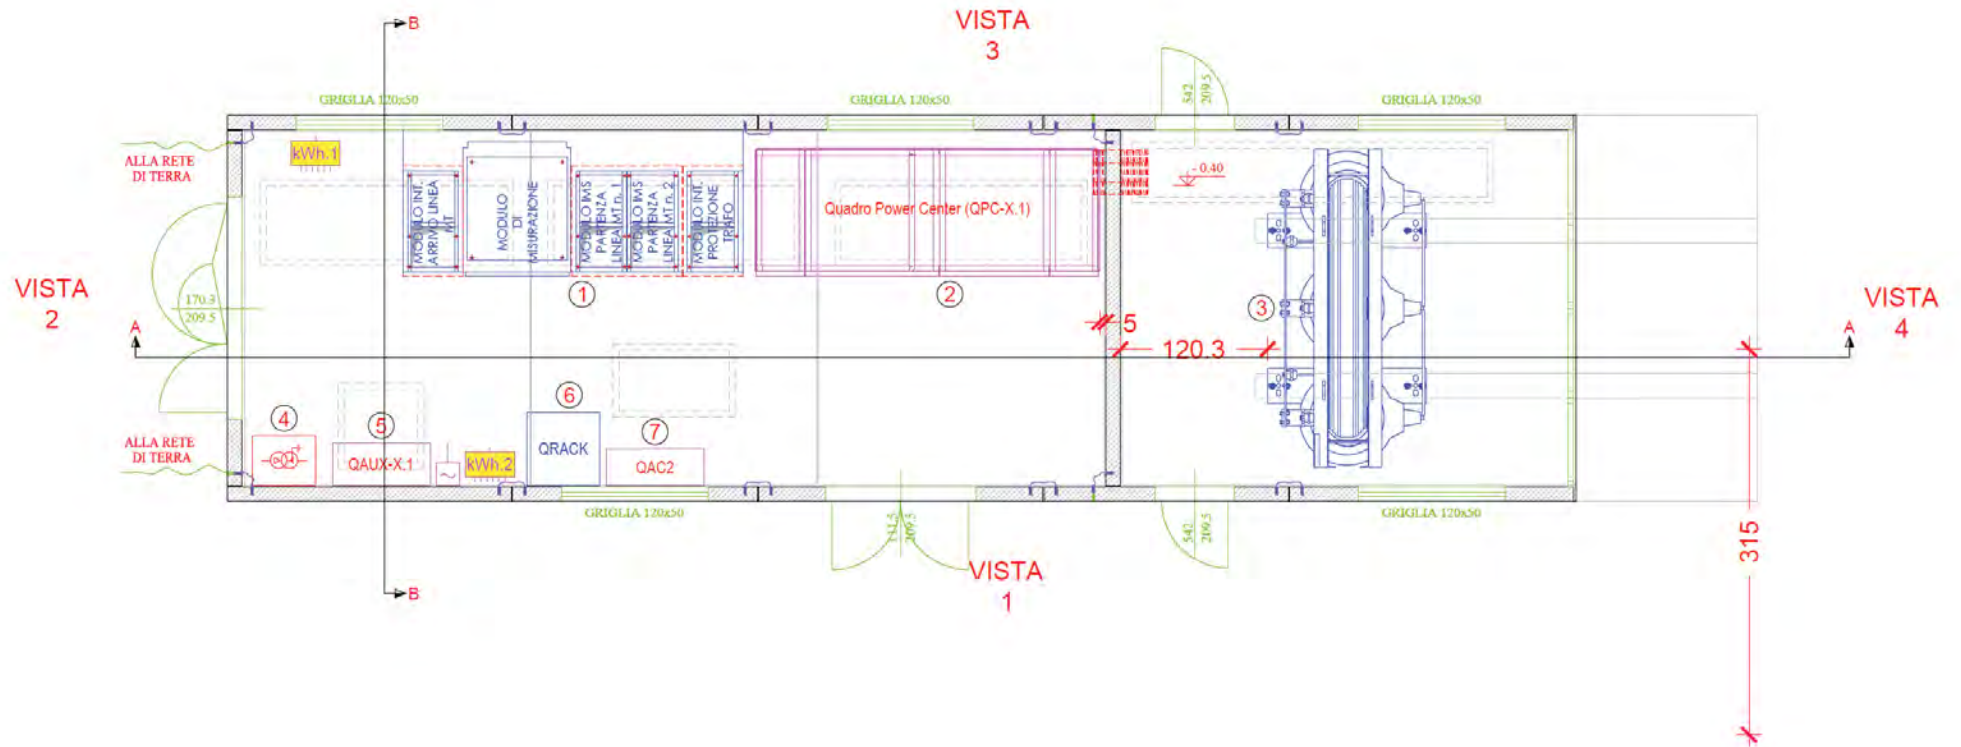 B
VISTA
3
GRIGLIA 120x50
GRIGLIA 120x50
542
209.5
GRIGLIA 120x50
ALLA RETE
DI TERRA
kWh.1
MODULO INT.
ARRIVO LINEA
MT
MODULO
DI
MISURAZIONE
MODULO IMS
PARTENZA
LINEA MT n. 1
MODULO IMS
PARTENZA
LINEA MT n. 2
MODULO INT.
PROTEZIONE
TRAFO
Quadro Power Center (QPC-X.1)
- 0.40
VISTA
2
170.3
209.5
1
2
3
VISTA
4
A
5
120.3
A
4
5
6
7
ALLA RETE
DI TERRA
QAUX-X.1
kWh.2
QRACK
QAC2
GRIGLIA 120x50
209.5
542
209.5
GRIGLIA 120x50
315
B
VISTA
1